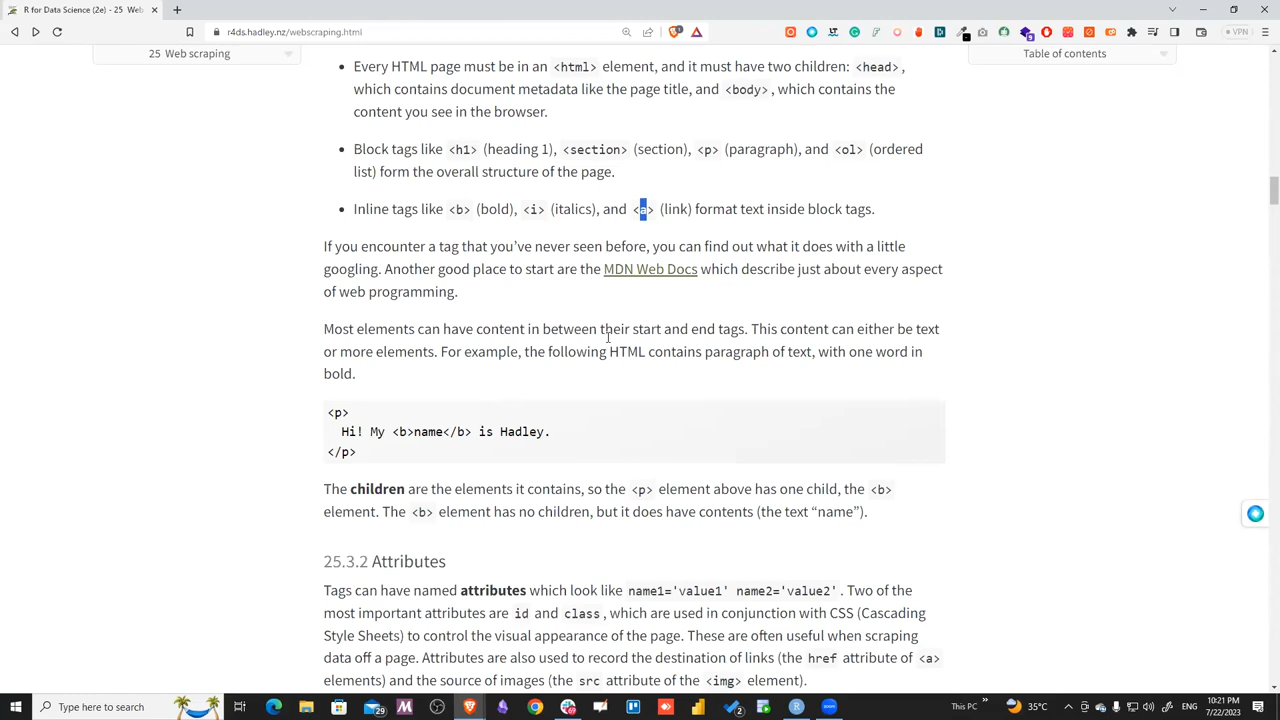 R for Data Science (2e) - 25 Web
r4ds.hadley.nz/webscraping.html
VPN
25 Web scraping
Table of contents
• Every HTML page must be in an <html> element, and it must have two children: <head>,
which contains document metadata like the page title, and <body>, which contains the
content you see in the browser.
• Block tags like <h1> (heading 1), <section> (section), <p> (paragraph), and <ol> (ordered
list) form the overall structure of the page.
• Inline tags like <b> (bold), <i> (italics), and <a> (link) format text inside block tags.
If you encounter a tag that you’ve never seen before, you can find out what it does with a little
googling. Another good place to start are the MDN Web Docs which describe just about every aspect
of web programming.
Most elements can have content in between their start and end tags. This content can either be text
or more elements. For example, the following HTML contains paragraph of text, with one word in
bold.
<p>
Hi! My <b>name</b> is Hadley.
</p>
The children are the elements it contains, so the <p> element above has one child, the <b>
element. The <b> element has no children, but it does have contents (the text “name”).
25.3.2 Attributes
Tags can have named attributes which look like name1='value1' name2='value2'. Two of the
most important attributes are id and class, which are used in conjunction with CSS (Cascading
Style Sheets) to control the visual appearance of the page. These are often useful when scraping
data off a page. Attributes are also used to record the destination of links (the href attribute of <a>
elements) and the source of images (the src attribute of the <img> element).
Type here to search
29
This PC
35°C
10:21 PM
7/22/2023